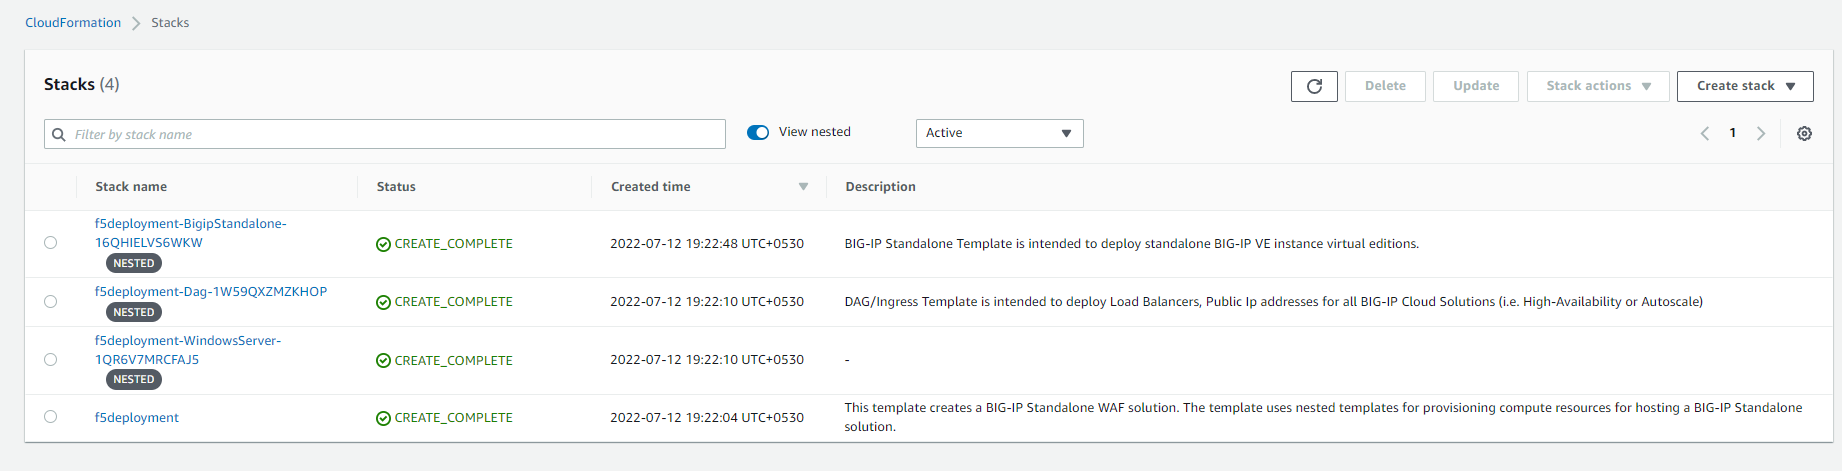 CloudFormation > Stacks
Stacks (4)
Delete
Update
Stack actions
Create stack
Filter by stack name
View nested
Active
1
Stack name
Status
Created time
Description
f5deployment-BigipStandalone-
16QHIELVS6WKW
NESTED
CREATE_COMPLETE
2022-07-12 19:22:48 UTC+0530
BIG-IP Standalone Template is intended to deploy standalone BIG-IP VE instance virtual editions.
f5deployment-Dag-1W59QXZMZKHOP
NESTED
CREATE_COMPLETE
2022-07-12 19:22:10 UTC+0530
DAG/Ingress Template is intended to deploy Load Balancers, Public Ip addresses for all BIG-IP Cloud Solutions (i.e. High-Availability or Autoscale)
f5deployment-WindowsServer-
1QR6V7MRCFAJ5
NESTED
CREATE_COMPLETE
2022-07-12 19:22:10 UTC+0530
-
f5deployment
CREATE_COMPLETE
2022-07-12 19:22:04 UTC+0530
This template creates a BIG-IP Standalone WAF solution. The template uses nested templates for provisioning compute resources for hosting a BIG-IP Standalone
solution.